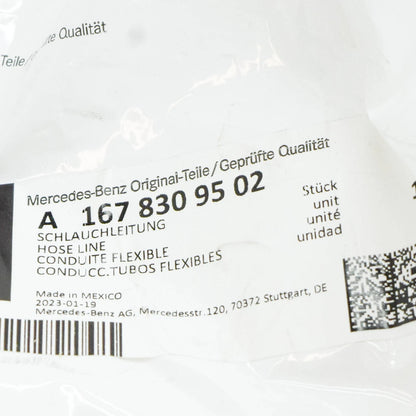 Qualität
Teile/Geprüfte Qualität
Mercedes-Benz Original-Teile/Geprüfte Qualität
A 167 830 95 02
SCHLAUCHLEITUNG
HOSE LINE
CONDUITE FLEXIBLE
CONDUCC.TUBOS FLEXIBLES
Stück
unit
unité
unidad
1
Made in MEXICO
2023-01-19
Mercedes-Benz AG, Mercedesstr.120, 70372 Stuttgart, DE